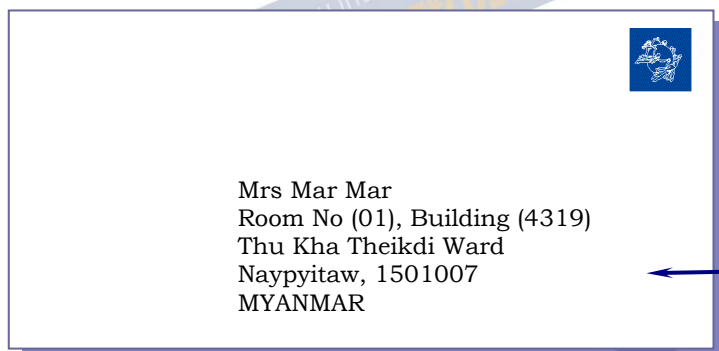 Mrs Mar Mar
Room No (01), Building (4319)
Thu Kha Theikdi Ward
Naypyitaw, 1501007
MYANMAR